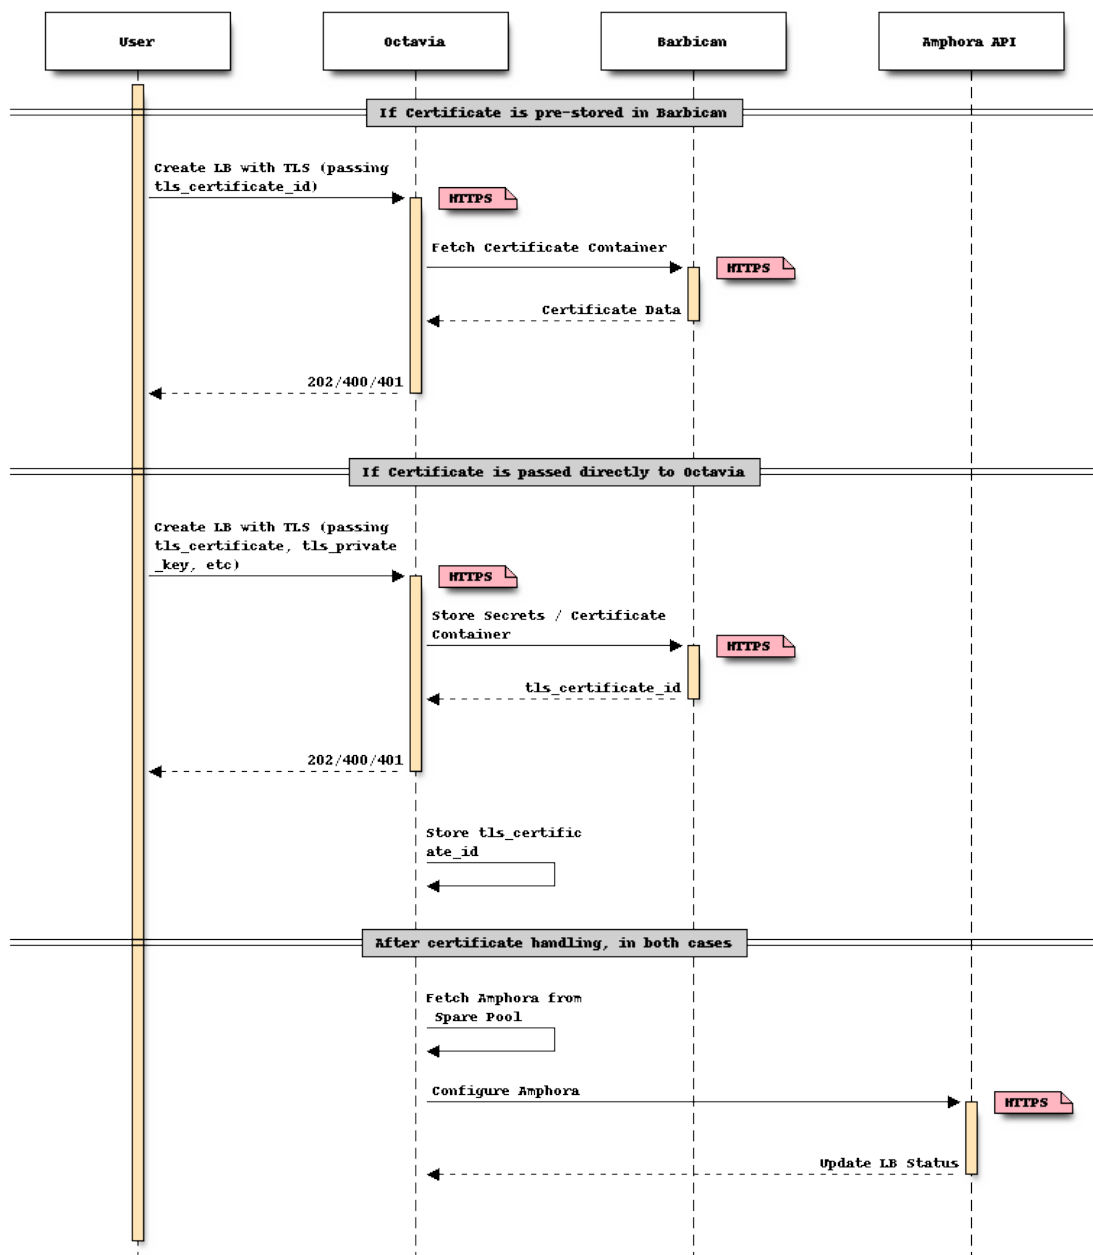 User
Octavia
Barbican
Amphora API
If Certificate is pre-stored in Barbican
Create LB with TLS (passing
tls_certificate_id)
HTTPS
Fetch Certificate Container
HTTPS
Certificate Data
202/400/401
If Certificate is passed directly to Octavia
Create LB with TLS (passing
tls_certificate, tls_private
_key, etc)
HTTPS
Store Secrets / Certificate
Container
HTTPS
tls_certificate_id
202/400/401
Store tls_certific
ate_id
After certificate handling, in both cases
Fetch Amphora from
Spare Pool
Configure Amphora
HTTPS
Update LB Status